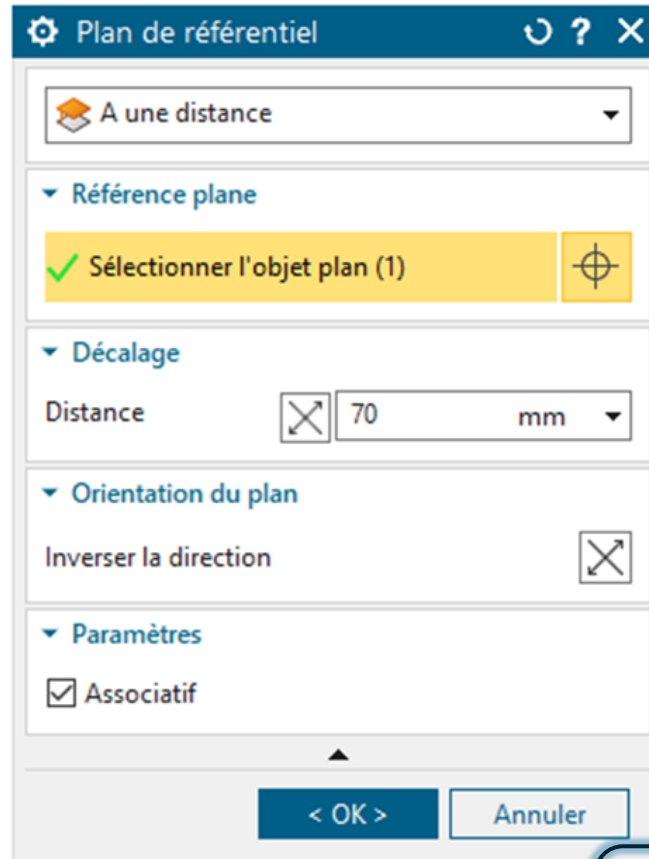 Plan de référentiel ?
A une distance
Référence plane
Sélectionner l'objet plan (1)
Décalage
Distance 70 mm
Orientation du plan
Inverser la direction
Paramètres
Associatif
< OK > Annuler